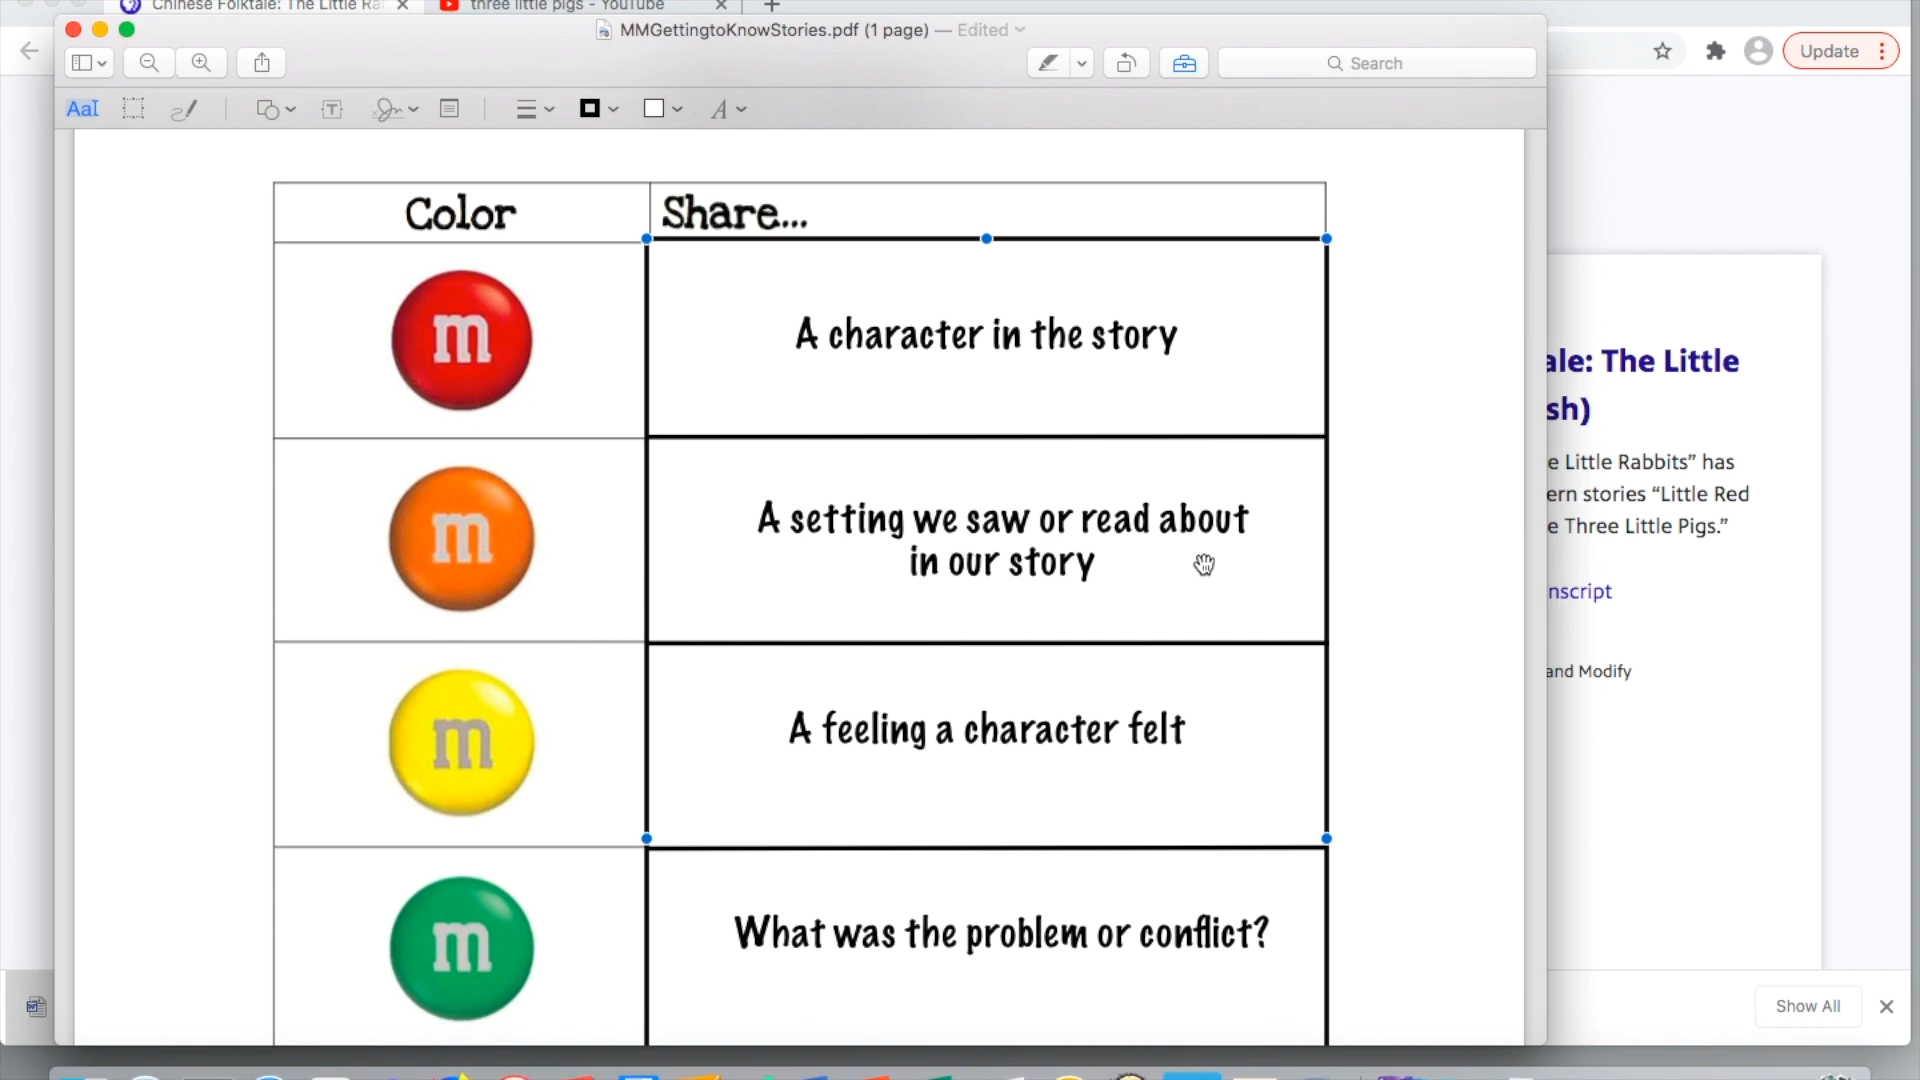 Chinese Folktale: The Little Ra
three little pigs - YouTube
MMGettingtoKnowStories.pdf (1 page) — Edited
Search
Update
AaI
T
A
Color
Share...
m
A character in the story
m
A setting we saw or read about
in our story
m
A feeling a character felt
m
What was the problem or conflict?
ale: The Little
sh)
e Little Rabbits” has
ern stories “Little Red
e Three Little Pigs.”
nscript
and Modify
Show All